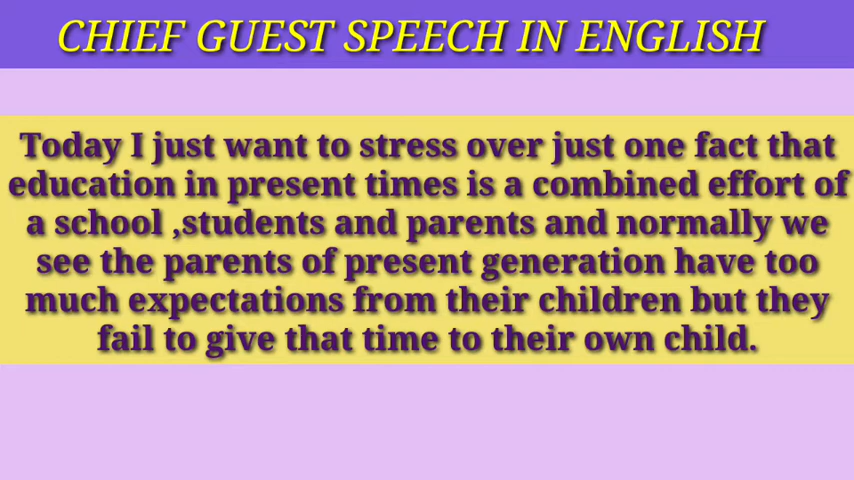 CHIEF GUEST SPEECH IN ENGLISH
Today I just want to stress over just one fact that
education in present times is a combined effort of
a school ,students and parents and normally we
see the parents of present generation have too
much expectations from their children but they
fail to give that time to their own child.